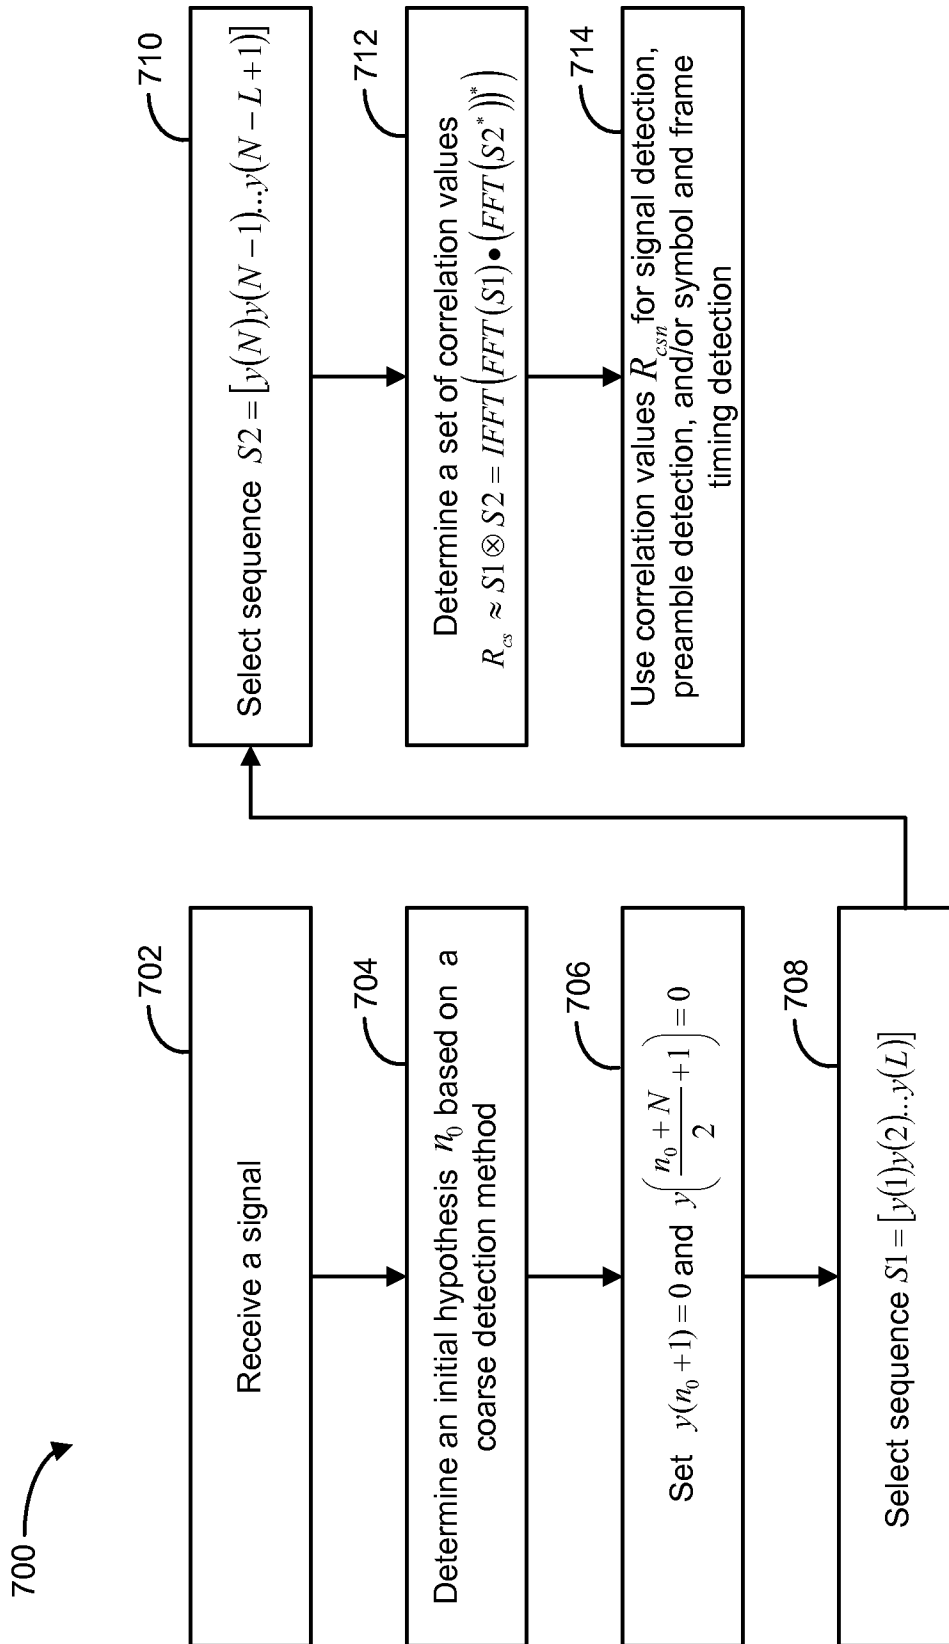 700
702
Receive a signal
704
Determine an initial hypothesis n₀ based on a
coarse detection method
706
Set y(n₀ + 1) = 0 and y((n₀ + N)/2 + 1) = 0
708
Select sequence S1 = [y(1)y(2)...y(L)]
710
Select sequence S2 = [y(N)y(N − 1)...y(N − L + 1)]
712
Determine a set of correlation values
R_cs ≈ S1 ⊗ S2 = IFFT(FFT(S1) • (FFT(S2*))*)
714
Use correlation values R_csn for signal detection,
preamble detection, and/or symbol and frame
timing detection